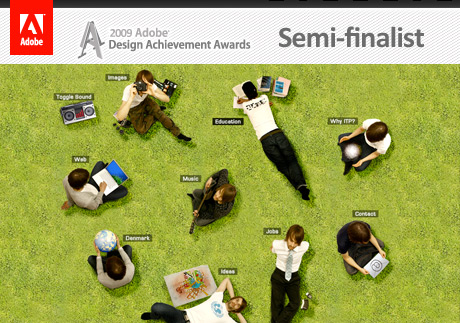 Adobe
2009 Adobe®
Design Achievement Awards
Semi-finalist
Images
Toggle Sound
Education
Why ITP?
Web
Music
Contact
Denmark
Jobs
Ideas